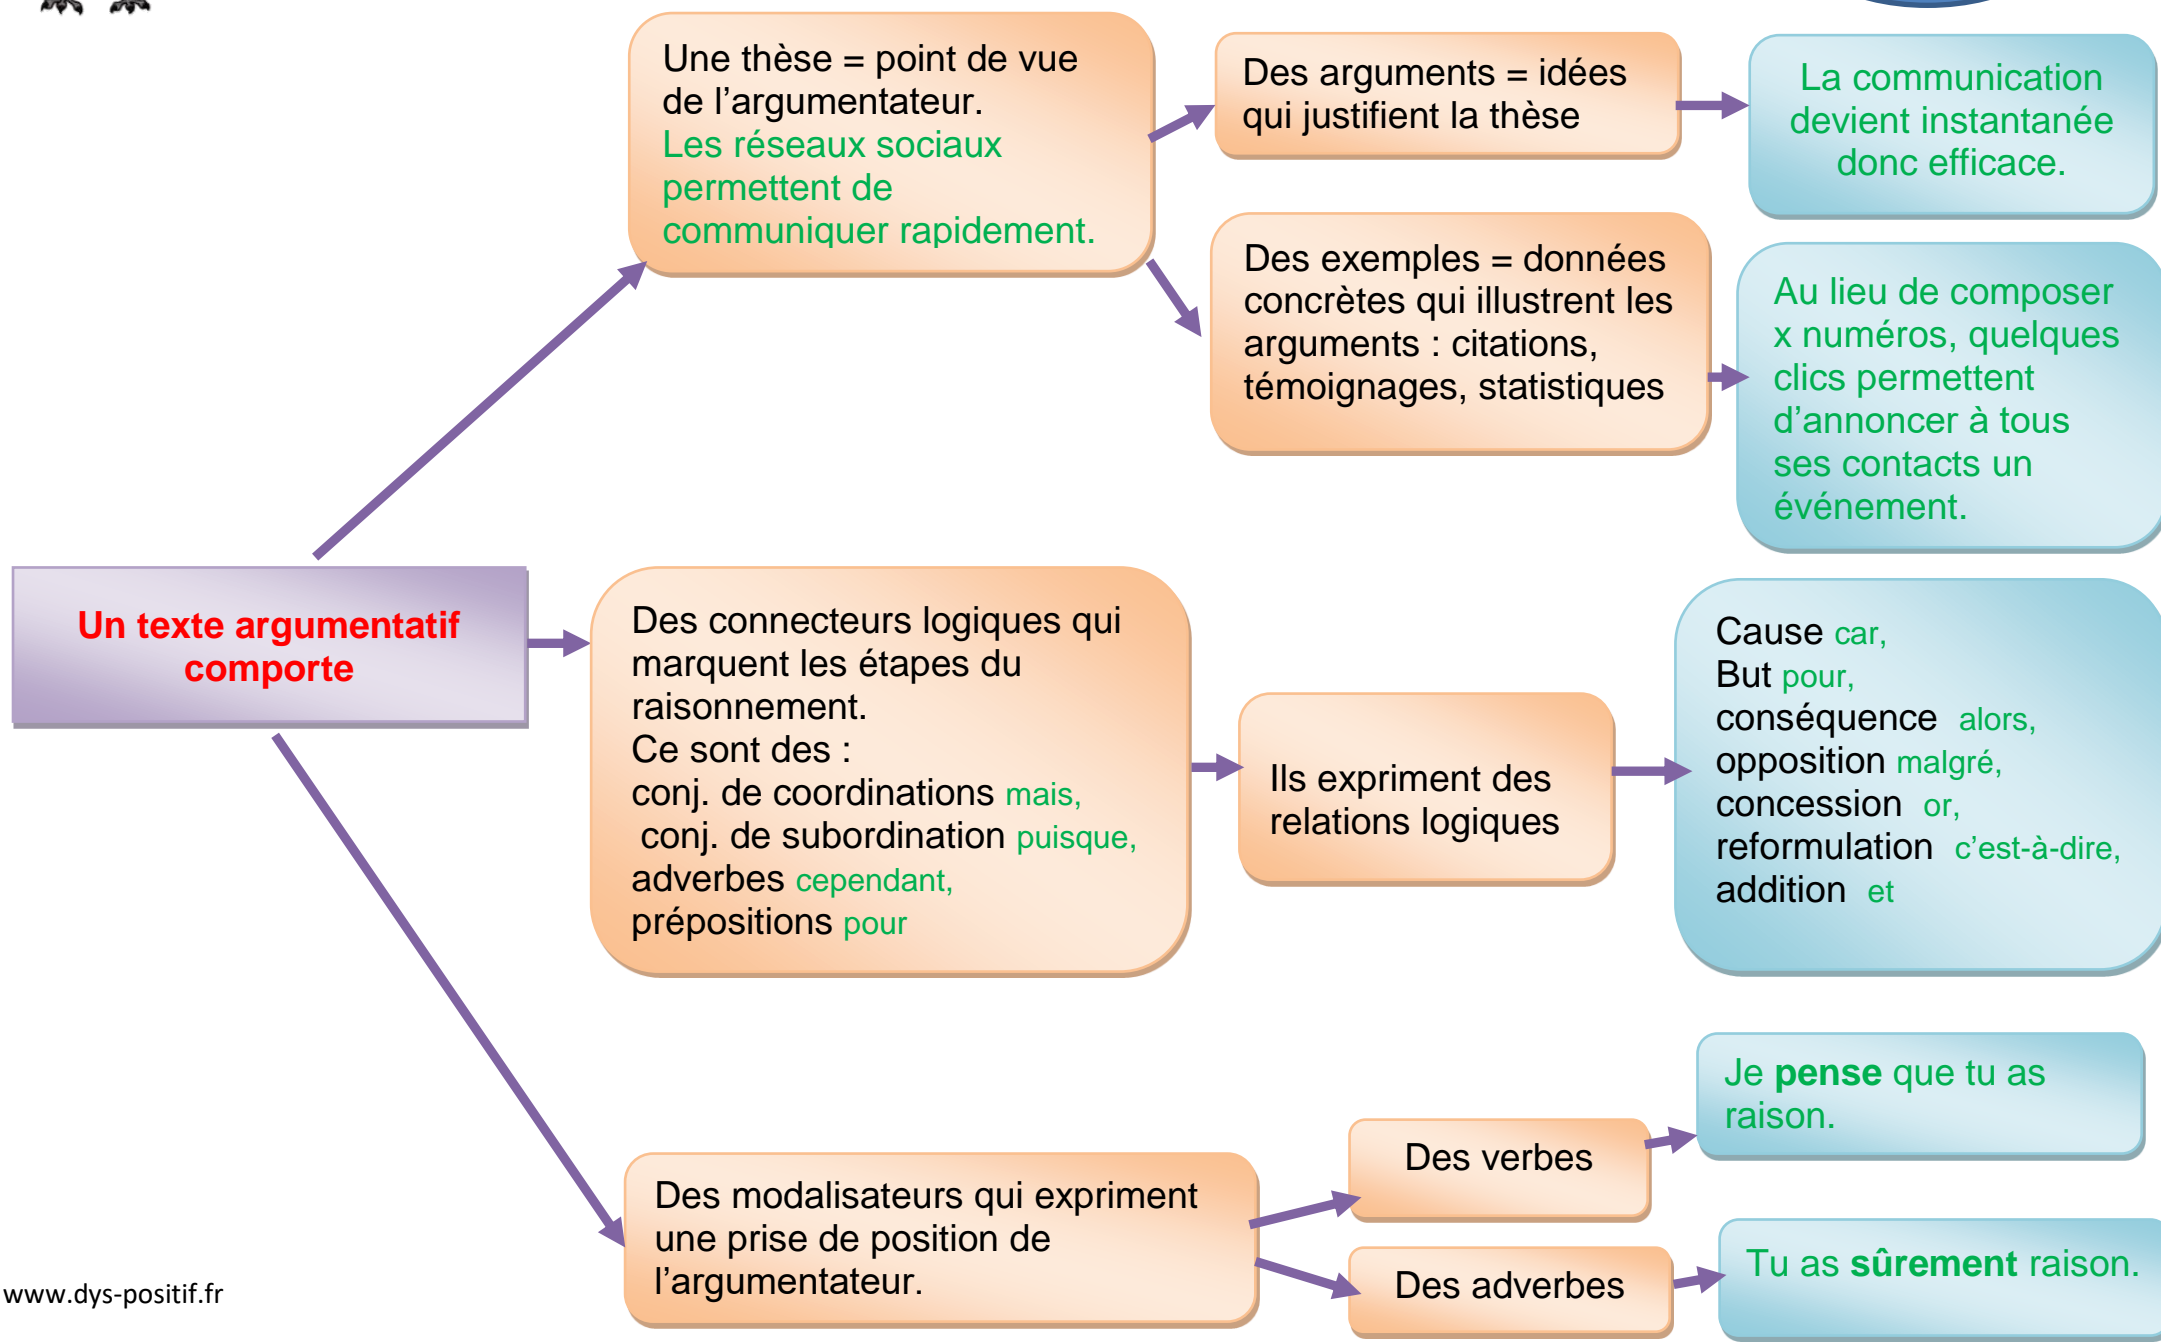 Une thèse = point de vue
de l’argumentateur.
Les réseaux sociaux
permettent de
communiquer rapidement.
Des arguments = idées
qui justifient la thèse
La communication
devient instantanée
donc efficace.
Des exemples = données
concrètes qui illustrent les
arguments : citations,
témoignages, statistiques
Au lieu de composer
x numéros, quelques
clics permettent
d’annoncer à tous
ses contacts un
événement.
Un texte argumentatif
comporte
Des connecteurs logiques qui
marquent les étapes du
raisonnement.
Ce sont des :
conj. de coordinations mais,
conj. de subordination puisque,
adverbes cependant,
prépositions pour
Ils expriment des
relations logiques
Cause car,
But pour,
conséquence alors,
opposition malgré,
concession or,
reformulation c’est-à-dire,
addition et
Des modalisateurs qui expriment
une prise de position de
l’argumentateur.
Des verbes
Je pense que tu as
raison.
Des adverbes
Tu as sûrement raison.
www.dys-positif.fr